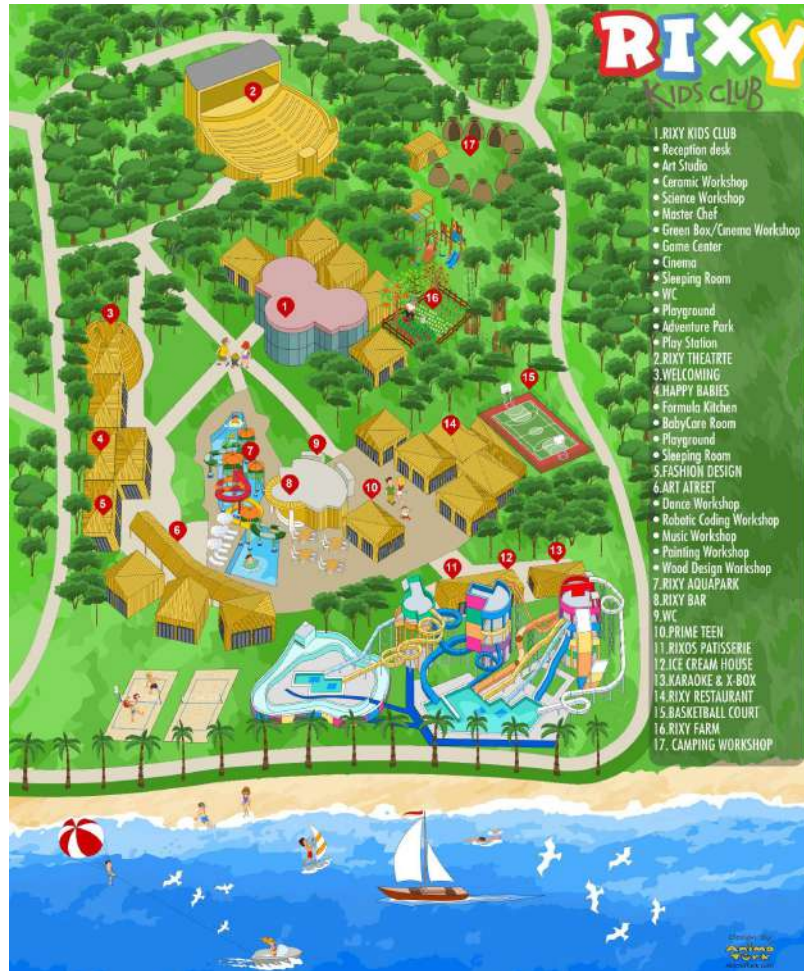 RIXY
KIDS CLUB
1.RIXY KIDS CLUB
• Reception desk
• Art Studio
• Ceramic Workshop
• Science Workshop
• Master Chef
• Green Box/Cinema Workshop
• Game Center
• Cinema
• Sleeping Room
• WC
• Playground
• Adventure Park
• Play Station
2.RIXY THEATRTE
3.WELCOMING
4.HAPPY BABIES
• Formula Kitchen
• BabyCare Room
• Playground
• Sleeping Room
5.FASHION DESIGN
6.ART ATREET
• Dance Workshop
• Robotic Coding Workshop
• Music Workshop
• Painting Workshop
• Wood Design Workshop
7.RIXY AQUAPARK
8.RIXY BAR
9.WC
10.PRIME TEEN
11.RIXOS PATISSERIE
12.ICE CREAM HOUSE
13.KARAOKE & X-BOX
14.RIXY RESTAURANT
15.BASKETBALL COURT
16.RIXY FARM
17. CAMPING WORKSHOP
2
17
1
16
3
15
14
4
9
7
8
10
5
6
11
12
13
Design By
Anims
Türk